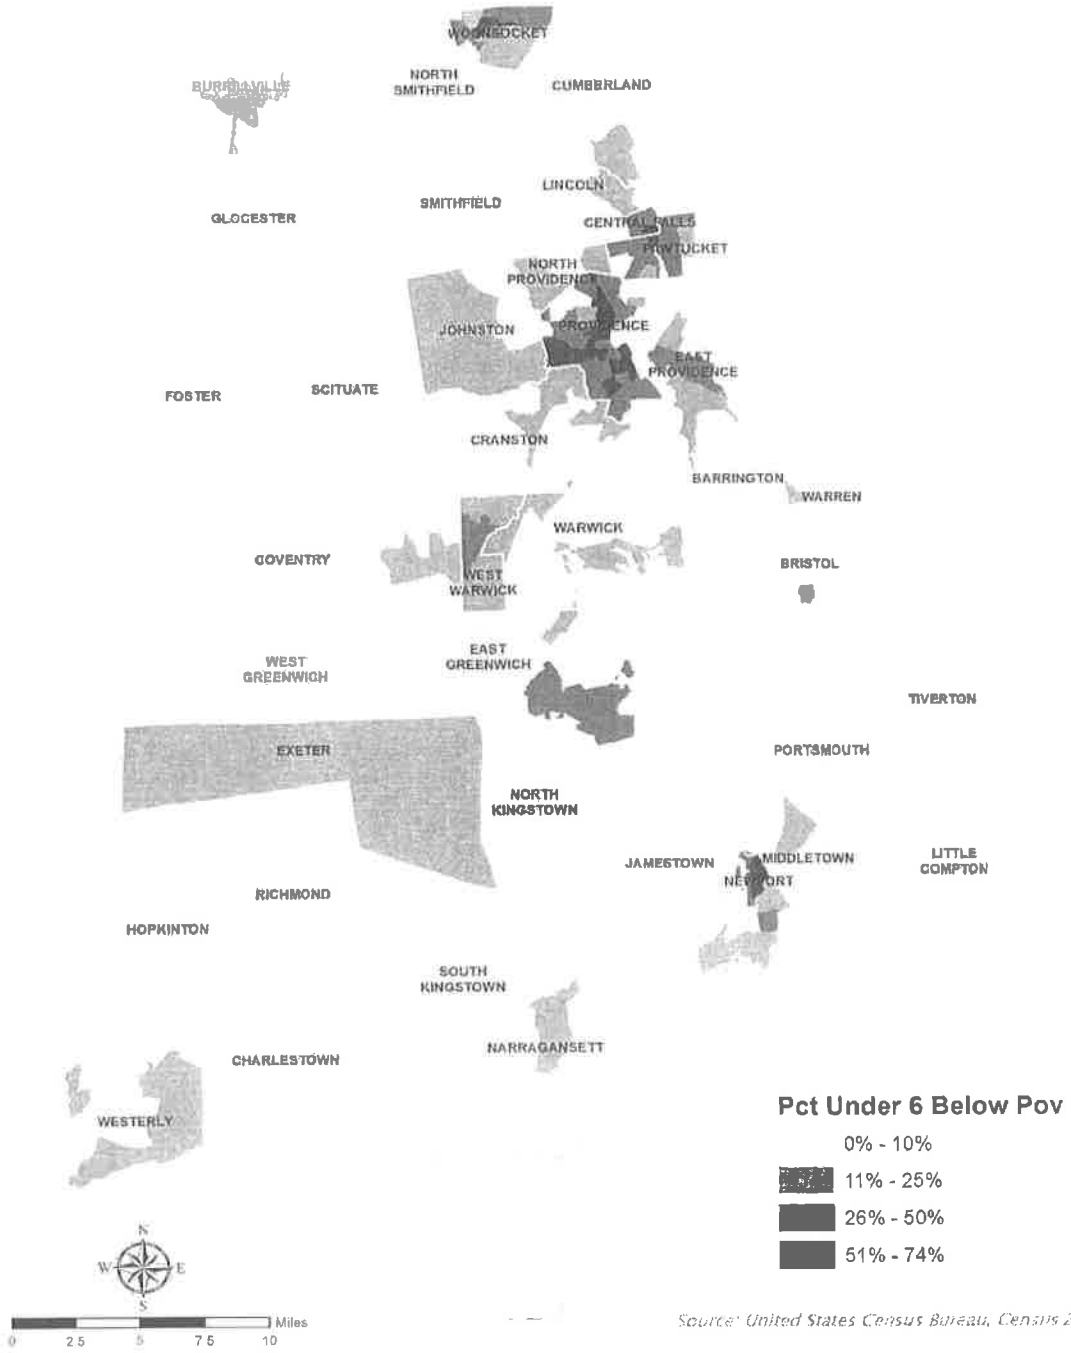 WOONSOCKET
NORTH
SMITHFIELD
CUMBERLAND
BURRILLVILLE
LINCOLN
SMITHFIELD
GLOCESTER
CENTRAL FALLS
PAWTUCKET
NORTH
PROVIDENCE
JOHNSTON
PROVIDENCE
EAST
PROVIDENCE
FOSTER
SCITUATE
CRANSTON
BARRINGTON
WARREN
WARWICK
COVENTRY
BRISTOL
WEST
WARWICK
EAST
GREENWICH
WEST
GREENWICH
TIVERTON
EXETER
PORTSMOUTH
NORTH
KINGSTOWN
JAMESTOWN
MIDDLETOWN
LITTLE
COMPTON
NEWPORT
RICHMOND
HOPKINTON
SOUTH
KINGSTOWN
NARRAGANSETT
CHARLESTOWN
WESTERLY
Pct Under 6 Below Pov
0% - 10%
11% - 25%
26% - 50%
51% - 74%
N
W E
S
Miles
0 2 5 5 7 5 10
Source: United States Census Bureau, Census 2